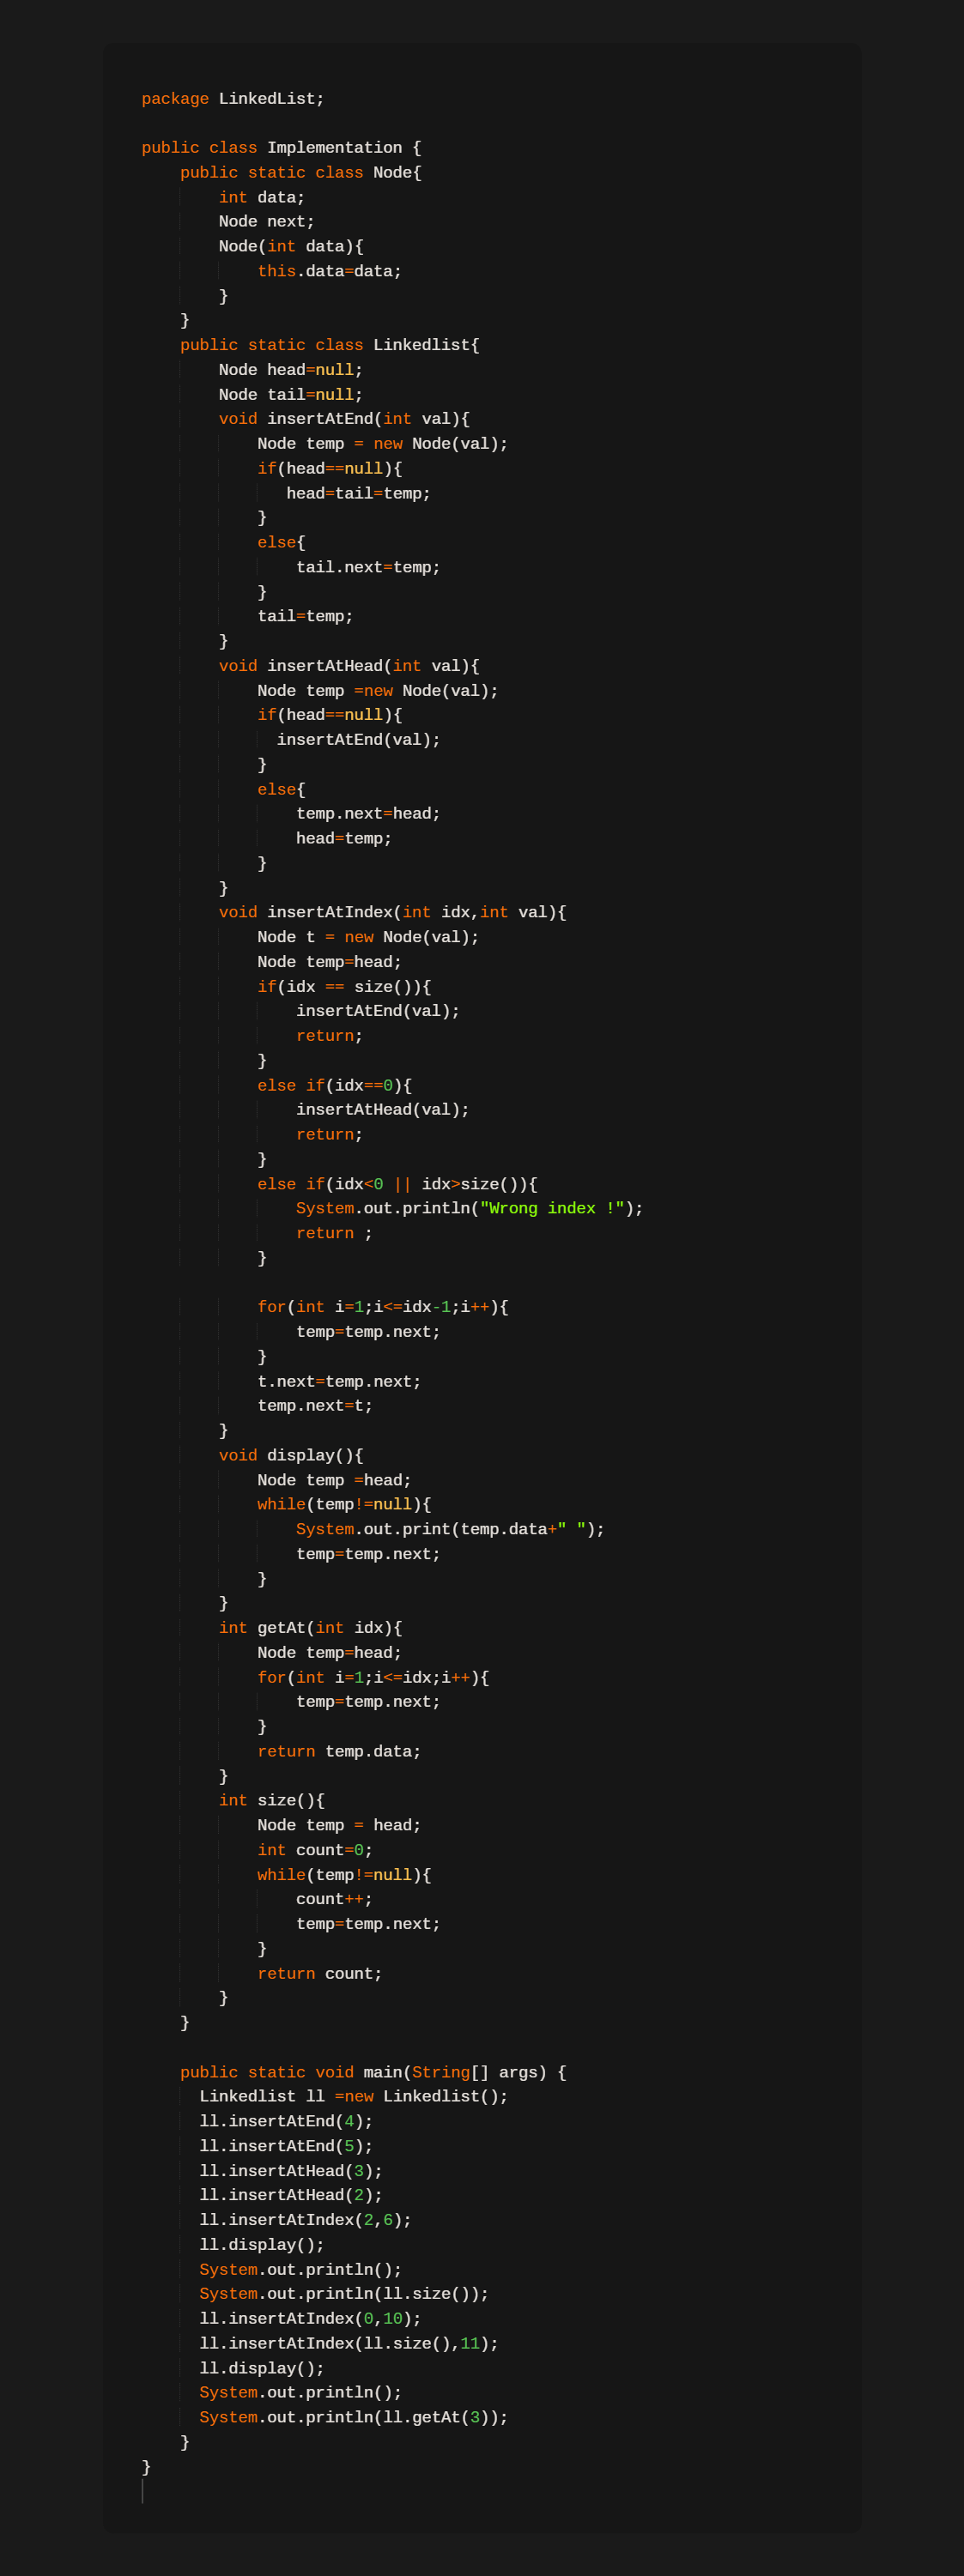 package LinkedList;

public class Implementation {
    public static class Node{
        int data;
        Node next;
        Node(int data){
            this.data=data;
        }
    }
    public static class Linkedlist{
        Node head=null;
        Node tail=null;
        void insertAtEnd(int val){
            Node temp = new Node(val);
            if(head==null){
               head=tail=temp;
            }
            else{
                tail.next=temp;
            }
            tail=temp;
        }
        void insertAtHead(int val){
            Node temp =new Node(val);
            if(head==null){
              insertAtEnd(val);
            }
            else{
                temp.next=head;
                head=temp;
            }
        }
        void insertAtIndex(int idx,int val){
            Node t = new Node(val);
            Node temp=head;
            if(idx == size()){
                insertAtEnd(val);
                return;
            }
            else if(idx==0){
                insertAtHead(val);
                return;
            }
            else if(idx<0 || idx>size()){
                System.out.println("Wrong index !");
                return ;
            }

            for(int i=1;i<=idx-1;i++){
                temp=temp.next;
            }
            t.next=temp.next;
            temp.next=t;
        }
        void display(){
            Node temp =head;
            while(temp!=null){
                System.out.print(temp.data+" ");
                temp=temp.next;
            }
        }
        int getAt(int idx){
            Node temp=head;
            for(int i=1;i<=idx;i++){
                temp=temp.next;
            }
            return temp.data;
        }
        int size(){
            Node temp = head;
            int count=0;
            while(temp!=null){
                count++;
                temp=temp.next;
            }
            return count;
        }
    }

    public static void main(String[] args) {
      Linkedlist ll =new Linkedlist();
      ll.insertAtEnd(4);
      ll.insertAtEnd(5);
      ll.insertAtHead(3);
      ll.insertAtHead(2);
      ll.insertAtIndex(2,6);
      ll.display();
      System.out.println();
      System.out.println(ll.size());
      ll.insertAtIndex(0,10);
      ll.insertAtIndex(ll.size(),11);
      ll.display();
      System.out.println();
      System.out.println(ll.getAt(3));
    }
}